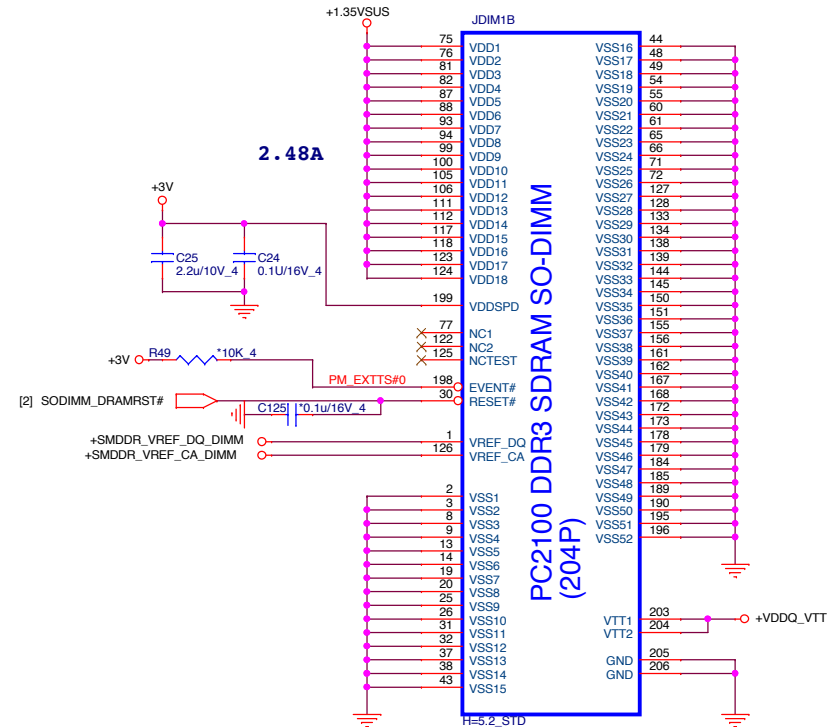 +1.35VSUS
JDIM1B
75 VDD1
76 VDD2
81 VDD3
82 VDD4
87 VDD5
88 VDD6
93 VDD7
94 VDD8
99 VDD9
100 VDD10
105 VDD11
106 VDD12
111 VDD13
112 VDD14
117 VDD15
118 VDD16
123 VDD17
124 VDD18
2.48A
+3V
C25
2.2u/10V_4
C24
0.1U/16V_4
199 VDDSPD
77 NC1
122 NC2
125 NCTEST
+3V R49 *10K_4
PM_EXTTS#0 198 EVENT#
[2] SODIMM_DRAMRST# 30 RESET#
C125 *0.1u/16V_4
+SMDDR_VREF_DQ_DIMM 1 VREF_DQ
+SMDDR_VREF_CA_DIMM 126 VREF_CA
2 VSS1
3 VSS2
8 VSS3
9 VSS4
13 VSS5
14 VSS6
19 VSS7
20 VSS8
25 VSS9
26 VSS10
31 VSS11
32 VSS12
37 VSS13
38 VSS14
43 VSS15
PC2100 DDR3 SDRAM SO-DIMM
(204P)
VSS16 44
VSS17 48
VSS18 49
VSS19 54
VSS20 55
VSS21 60
VSS22 61
VSS23 65
VSS24 66
VSS25 71
VSS26 72
VSS27 127
VSS28 128
VSS29 133
VSS30 134
VSS31 138
VSS32 139
VSS33 144
VSS34 145
VSS35 150
VSS36 151
VSS37 155
VSS38 156
VSS39 161
VSS40 162
VSS41 167
VSS42 168
VSS43 172
VSS44 173
VSS45 178
VSS46 179
VSS47 184
VSS48 185
VSS49 189
VSS50 190
VSS51 195
VSS52 196
VTT1 203
VTT2 204
+VDDQ_VTT
GND 205
GND 206
H=5.2_STD